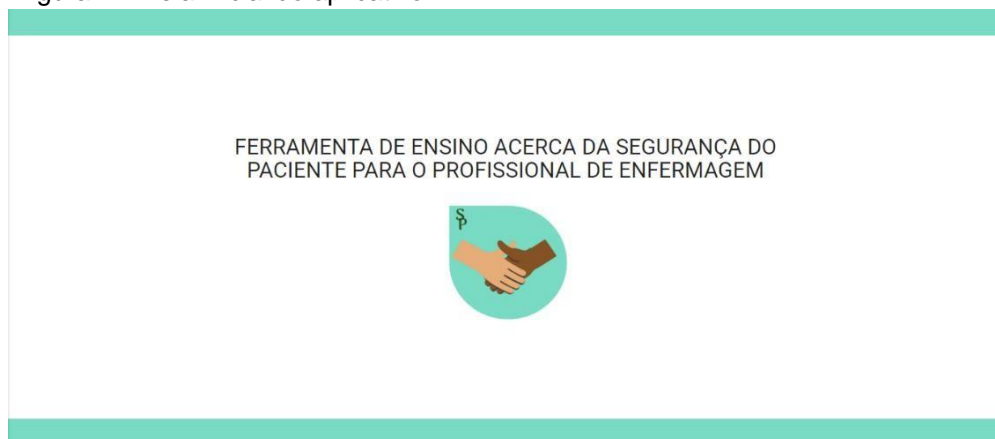 FERRAMENTA DE ENSINO ACERCA DA SEGURANÇA DO
PACIENTE PARA O PROFISSIONAL DE ENFERMAGEM
SP